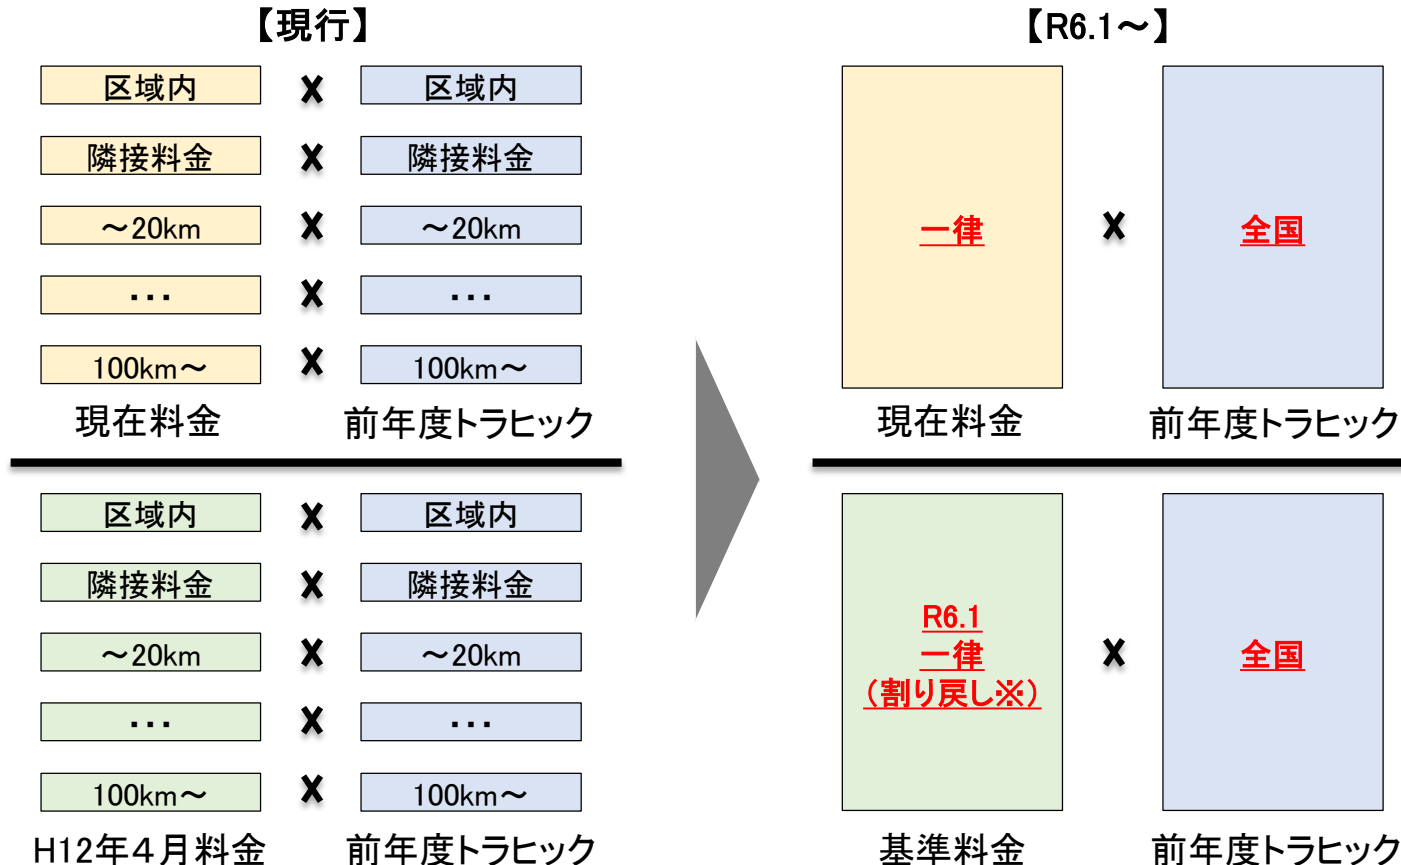 【現行】
区域内 × 区域内
隣接料金 × 隣接料金
～20km × ～20km
・・・ × ・・・
100km～ × 100km～
現在料金 前年度トラヒック
区域内 × 区域内
隣接料金 × 隣接料金
～20km × ～20km
・・・ × ・・・
100km～ × 100km～
H12年４月料金 前年度トラヒック
【R6.1～】
一律 × 全国
現在料金 前年度トラヒック
R6.1
一律 × 全国
（割り戻し※）
基準料金 前年度トラヒック